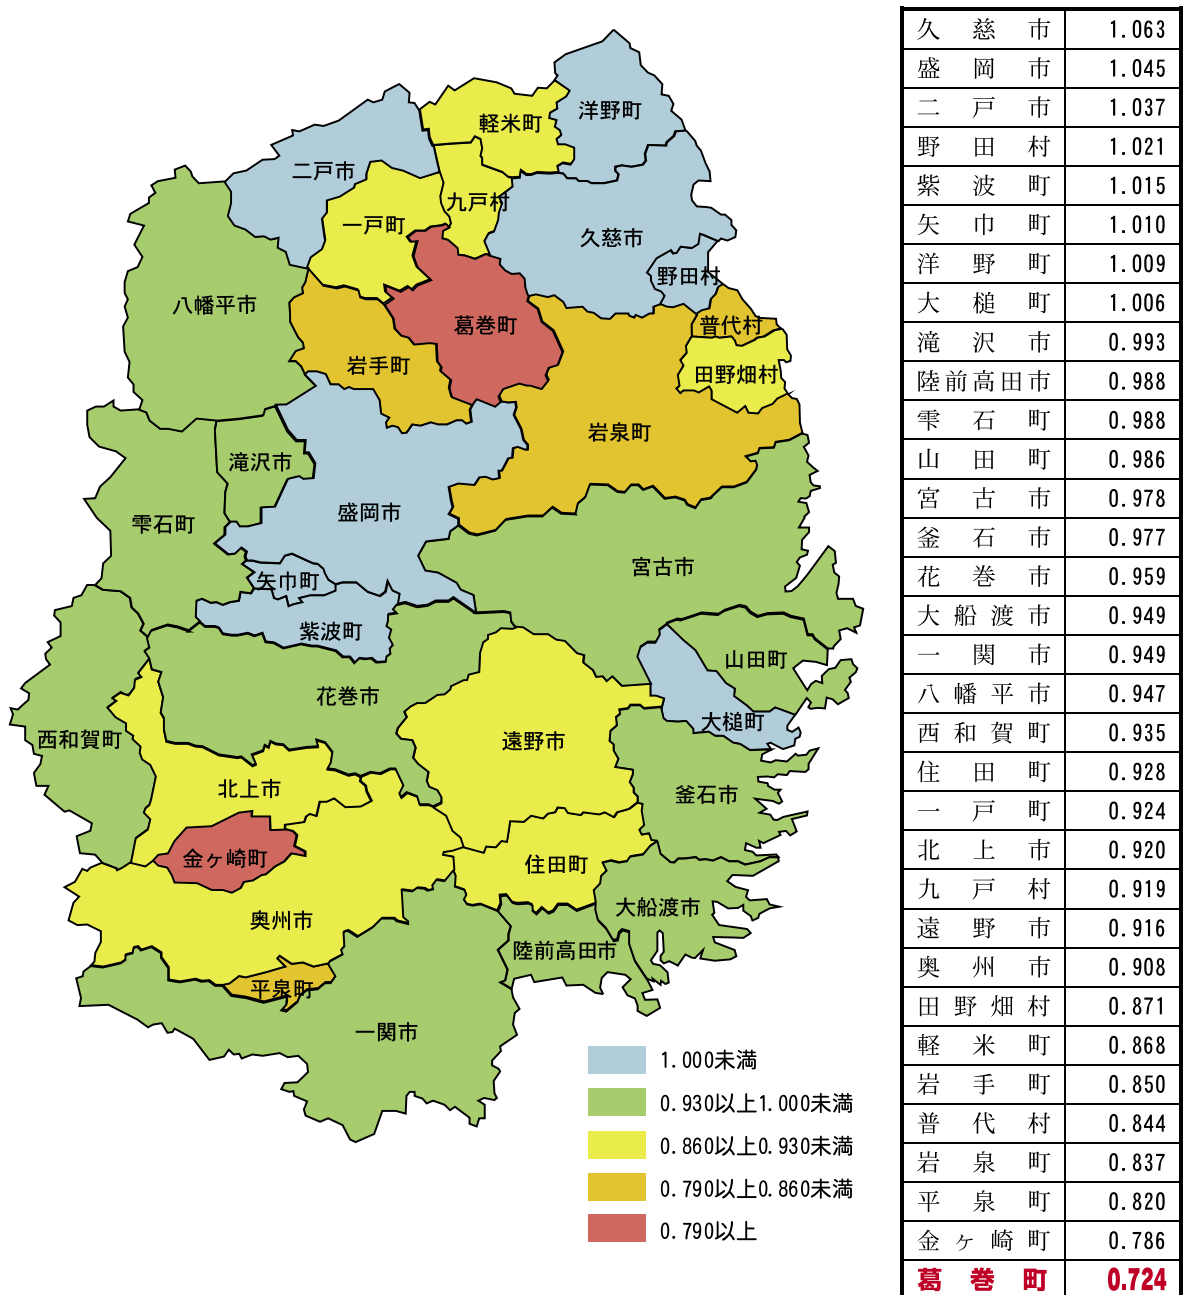 洋野町
軽米町
二戸市
九戸村
一戸町
久慈市
野田村
八幡平市
葛巻町
普代村
岩手町
田野畑村
岩泉町
滝沢市
盛岡市
雫石町
宮古市
矢巾町
紫波町
山田町
花巻市
大槌町
西和賀町
遠野市
北上市
釜石市
金ヶ崎町
住田町
大船渡市
奥州市
陸前高田市
平泉町
一関市
1.000未満
0.930以上1.000未満
0.860以上0.930未満
0.790以上0.860未満
0.790以上
久慈市 1.063
盛岡市 1.045
二戸市 1.037
野田村 1.021
紫波町 1.015
矢巾町 1.010
洋野町 1.009
大槌町 1.006
滝沢市 0.993
陸前高田市 0.988
雫石町 0.988
山田町 0.986
宮古市 0.978
釜石市 0.977
花巻市 0.959
大船渡市 0.949
一関市 0.949
八幡平市 0.947
西和賀町 0.935
住田町 0.928
一戸町 0.924
北上市 0.920
九戸村 0.919
遠野市 0.916
奥州市 0.908
田野畑村 0.871
軽米町 0.868
岩手町 0.850
普代村 0.844
岩泉町 0.837
平泉町 0.820
金ヶ崎町 0.786
葛巻町 0.724